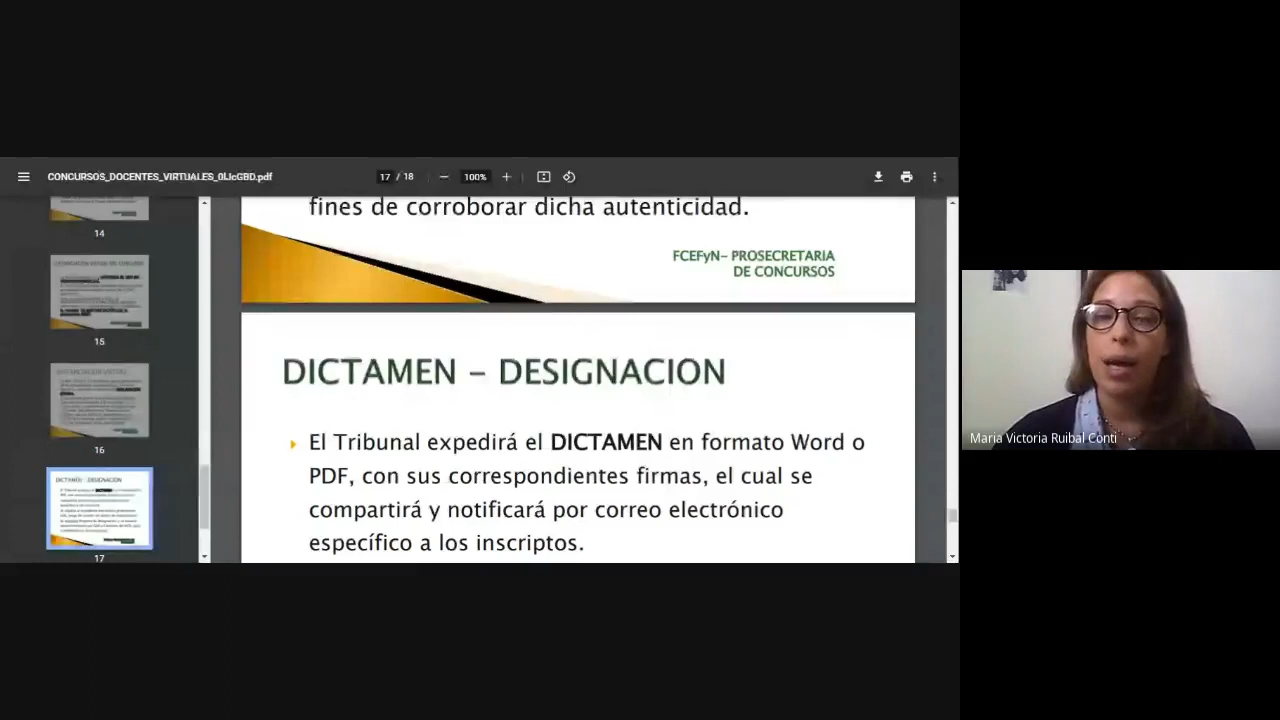 CONCURSOS_DOCENTES_VIRTUALES_0LJcGBD.pdf
17 / 18
100%
14
15
16
DICTAMEN – DESIGNACION
17
fines de corroborar dicha autenticidad.
FCEFyN– PROSECRETARIA
DE CONCURSOS
DICTAMEN – DESIGNACION
El Tribunal expedirá el DICTAMEN en formato Word o
PDF, con sus correspondientes firmas, el cual se
compartirá y notificará por correo electrónico
específico a los inscriptos.
Maria Victoria Ruibal Conti